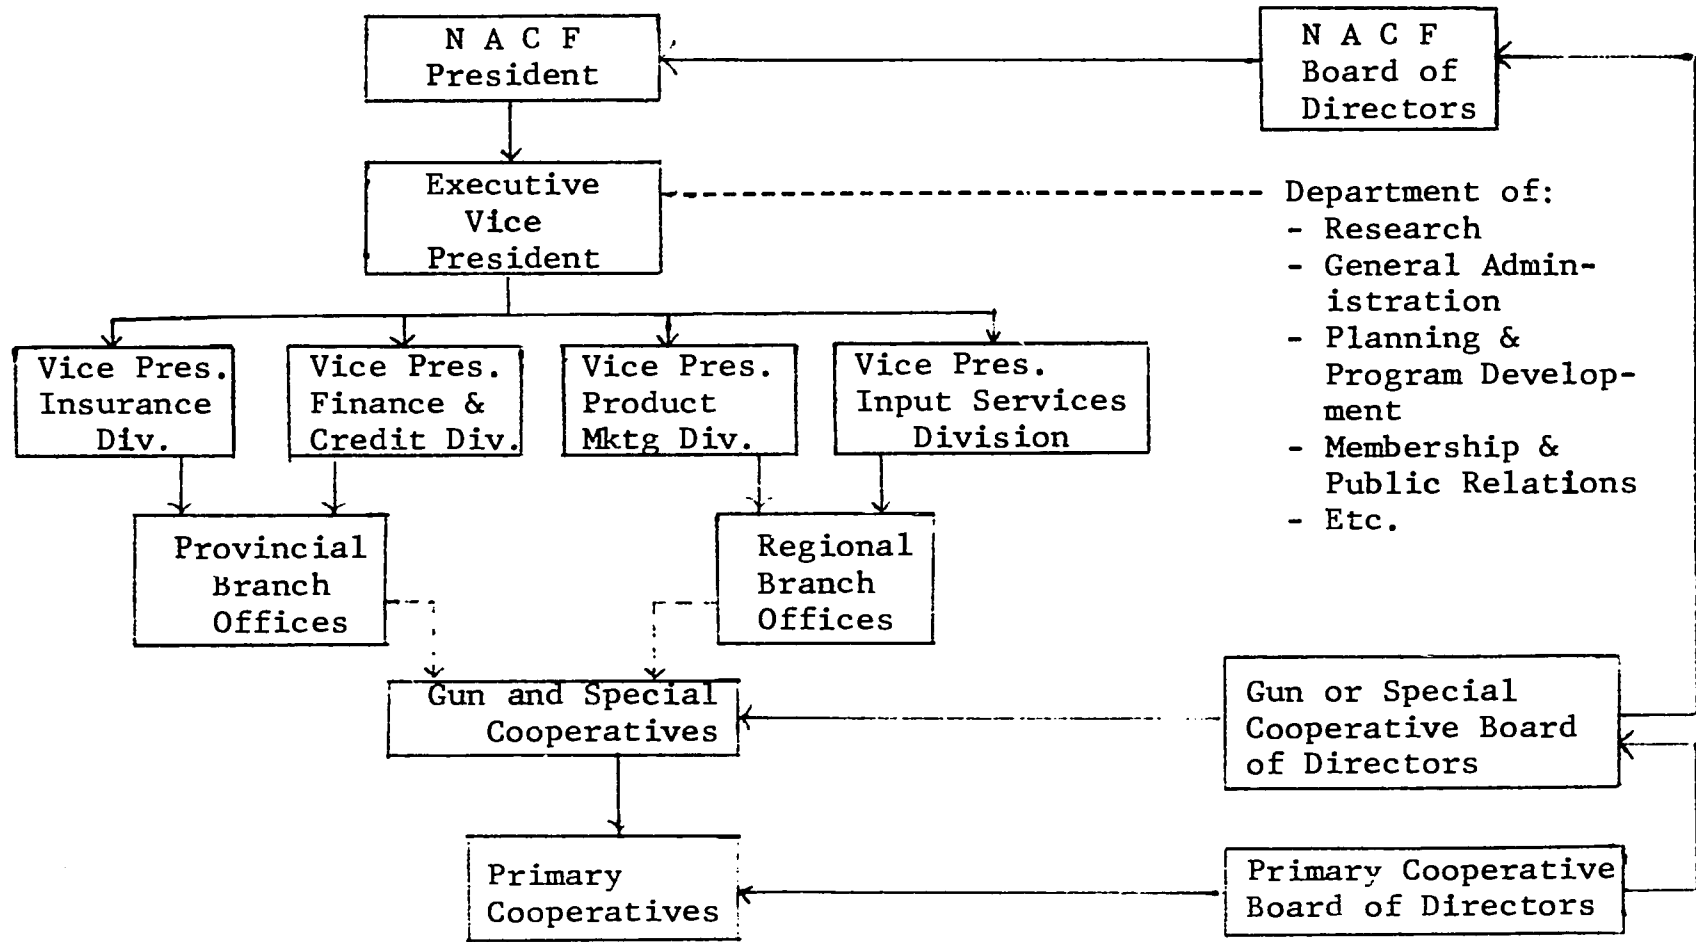 N A C F
President
N A C F
Board of
Directors
Executive
Vice
President
Department of:
- Research
- General Admin-
istration
- Planning &
Program Develop-
ment
- Membership &
Public Relations
- Etc.
Vice Pres.
Insurance
Div.
Vice Pres.
Finance &
Credit Div.
Vice Pres.
Product
Mktg Div.
Vice Pres.
Input Services
Division
Provincial
Branch
Offices
Regional
Branch
Offices
Gun and Special
Cooperatives
Gun or Special
Cooperative Board
of Directors
Primary
Cooperatives
Primary Cooperative
Board of Directors